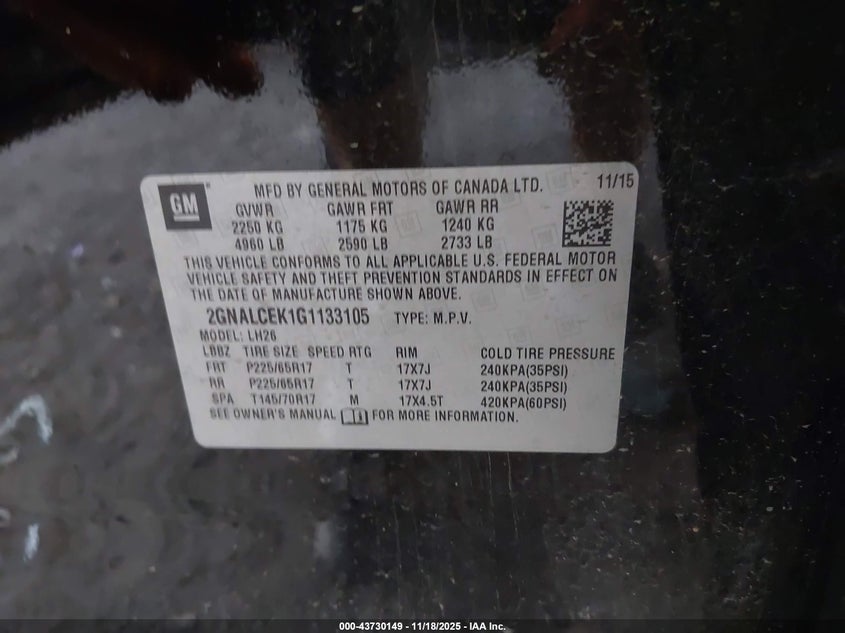 GM
MFD BY GENERAL MOTORS OF CANADA LTD. 11/15
GVWR GAWR FRT GAWR RR
2250 KG 1175 KG 1240 KG
4960 LB 2590 LB 2733 LB
THIS VEHICLE CONFORMS TO ALL APPLICABLE U.S. FEDERAL MOTOR
VEHICLE SAFETY AND THEFT PREVENTION STANDARDS IN EFFECT ON
THE DATE OF MANUFACTURE SHOWN ABOVE.
2GNALCEK1G1133105 TYPE: M.P.V.
MODEL: LH26
LBBZ TIRE SIZE SPEED RTG RIM COLD TIRE PRESSURE
FRT P225/65R17 T 17X7J 240KPA(35PSI)
RR P225/65R17 T 17X7J 240KPA(35PSI)
SPA T145/70R17 M 17X4.5T 420KPA(60PSI)
SEE OWNER'S MANUAL FOR MORE INFORMATION.
000-43730149 - 11/18/2025 - IAA Inc.